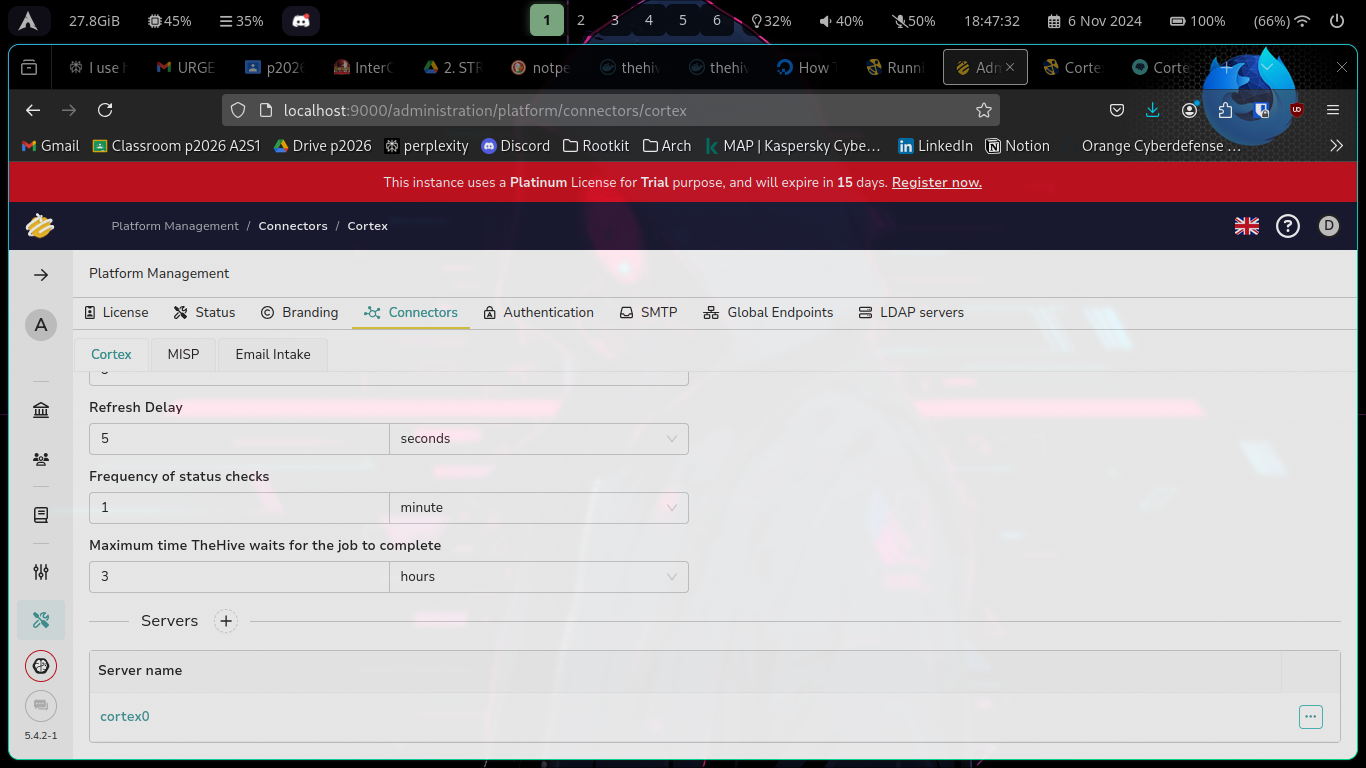 27.8GiB 45% 35% 1 2 3 4 5 6 32% 40% 50% 18:47:32 6 Nov 2024 100% (66%)
I use URGE p202 InterC 2. STR notpe thehiv thehiv How Runni Adn Corte Corte
localhost:9000/administration/platform/connectors/cortex
Gmail Classroom p2026 A2S1 Drive p2026 perplexity Discord Rootkit Arch MAP | Kaspersky Cybe... LinkedIn Notion Orange Cyberdefense ...
This instance uses a Platinum License for Trial purpose, and will expire in 15 days. Register now.
Platform Management / Connectors / Cortex D
Platform Management
A
License Status Branding Connectors Authentication SMTP Global Endpoints LDAP servers
Cortex MISP Email Intake
Refresh Delay
5 seconds
Frequency of status checks
1 minute
Maximum time TheHive waits for the job to complete
3 hours
Servers
Server name
cortex0
5.4.2-1